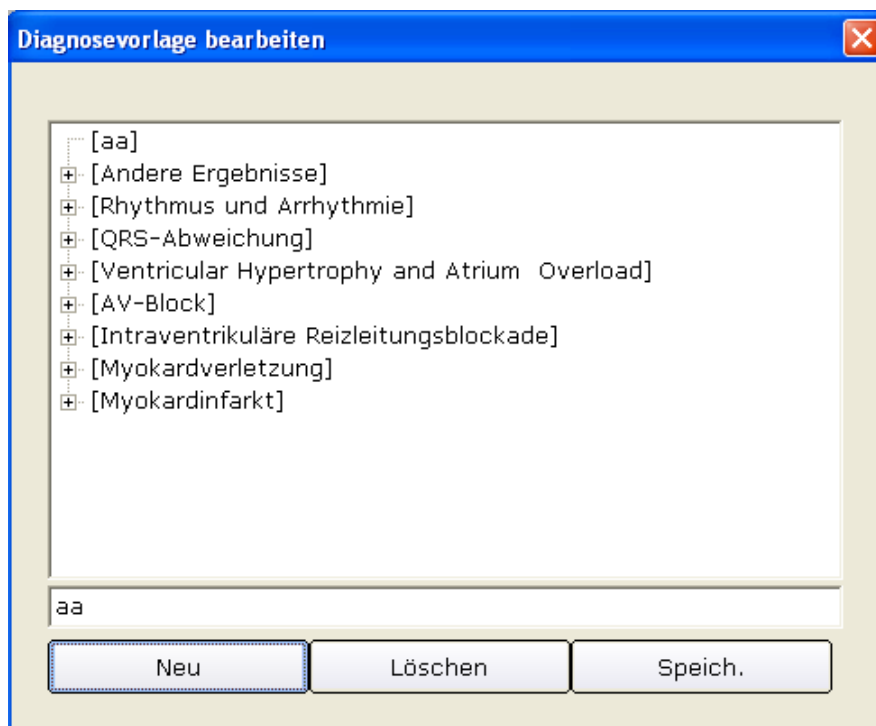 Diagnosevorlage bearbeiten
[aa]
[Andere Ergebnisse]
[Rhythmus und Arrhythmie]
[QRS-Abweichung]
[Ventricular Hypertrophy and Atrium  Overload]
[AV-Block]
[Intraventrikuläre Reizleitungsblockade]
[Myokardverletzung]
[Myokardinfarkt]
aa
Neu Löschen Speich.